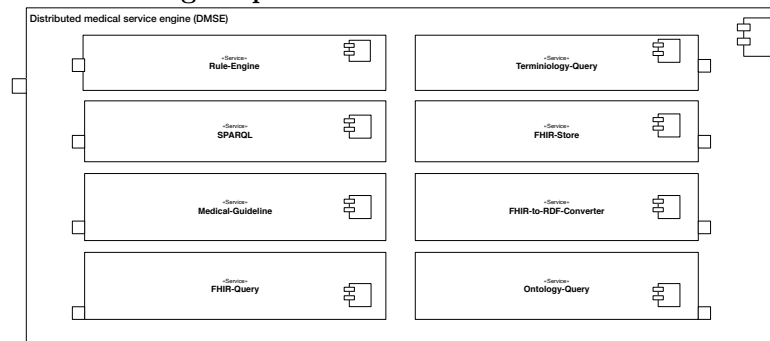 Distributed medical service engine (DMSE)
«Service»
Rule-Engine
«Service»
Terminiology-Query
«Service»
SPARQL
«Service»
FHIR-Store
«Service»
Medical-Guideline
«Service»
FHIR-to-RDF-Converter
«Service»
FHIR-Query
«Service»
Ontology-Query